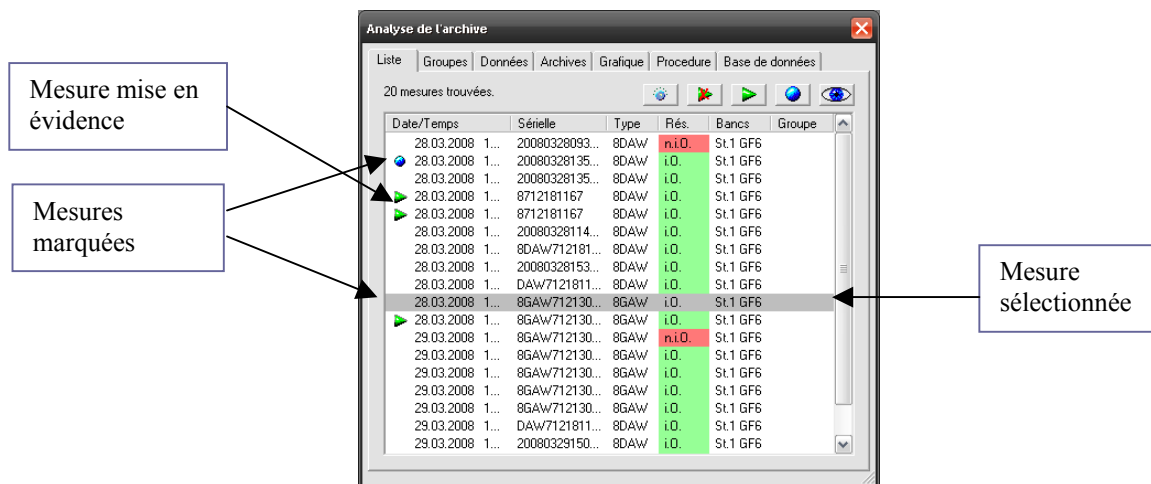 Analyse de l'archive
Liste Groupes Données Archives Grafique Procedure Base de données
20 mesures trouvées.
Date/Temps Sérielle Type Rés. Bancs Groupe
28.03.2008 1... 20080328093... 8DAW n.i.O. St.1 GF6
28.03.2008 1... 20080328135... 8DAW i.O. St.1 GF6
28.03.2008 1... 20080328135... 8DAW i.O. St.1 GF6
28.03.2008 1... 8712181167 8DAW i.O. St.1 GF6
28.03.2008 1... 8712181167 8DAW i.O. St.1 GF6
28.03.2008 1... 20080328114... 8DAW i.O. St.1 GF6
28.03.2008 1... 8DAW712181... 8DAW i.O. St.1 GF6
28.03.2008 1... 20080328153... 8DAW i.O. St.1 GF6
28.03.2008 1... DAW7121811... 8DAW i.O. St.1 GF6
28.03.2008 1... 8GAW712130... 8GAW i.O. St.1 GF6
28.03.2008 1... 8GAW712130... 8GAW i.O. St.1 GF6
29.03.2008 1... 8GAW712130... 8GAW n.i.O. St.1 GF6
29.03.2008 1... 8GAW712130... 8GAW i.O. St.1 GF6
29.03.2008 1... 8GAW712130... 8GAW i.O. St.1 GF6
29.03.2008 1... 8GAW712130... 8GAW i.O. St.1 GF6
29.03.2008 1... 8GAW712130... 8GAW i.O. St.1 GF6
29.03.2008 1... DAW7121811... 8DAW i.O. St.1 GF6
29.03.2008 1... 20080329150... 8DAW i.O. St.1 GF6
Mesure mise en
évidence
Mesures
marquées
Mesure
sélectionnée